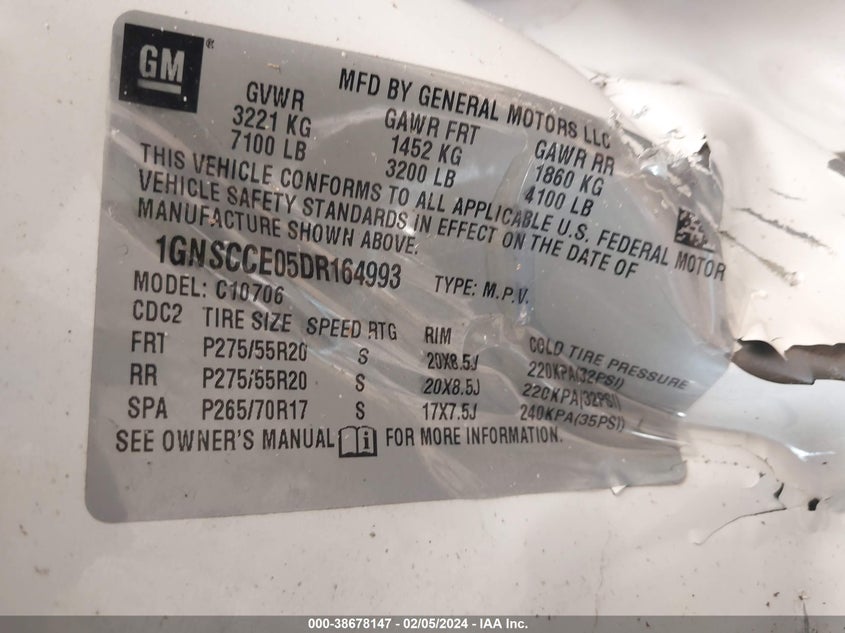 GM®
MFD BY GENERAL MOTORS LLC
GVWR GAWR FRT GAWR RR
3221 KG 1452 KG 1860 KG
7100 LB 3200 LB 4100 LB
THIS VEHICLE CONFORMS TO ALL APPLICABLE U.S. FEDERAL MOTOR
VEHICLE SAFETY STANDARDS IN EFFECT ON THE DATE OF
MANUFACTURE SHOWN ABOVE.
1GNSCCE05DR164993 TYPE: M.P.V.
MODEL: C10706
CDC2 TIRE SIZE SPEED RTG RIM COLD TIRE PRESSURE
FRT P275/55R20 S 20X8.5J 220KPA(32PSI)
RR P275/55R20 S 20X8.5J 220KPA(32PSI)
SPA P265/70R17 S 17X7.5J 240KPA(35PSI)
SEE OWNER'S MANUAL FOR MORE INFORMATION.
000-38678147 - 02/05/2024 - IAA Inc.